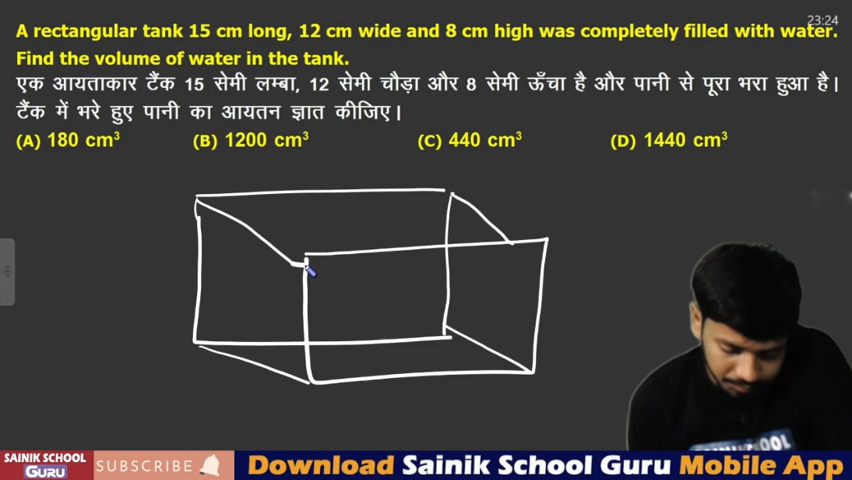 23:24
A rectangular tank 15 cm long, 12 cm wide and 8 cm high was completely filled with water.
Find the volume of water in the tank.
एक आयताकार टैंक 15 सेमी लम्बा, 12 सेमी चौड़ा और 8 सेमी ऊँचा है और पानी से पूरा भरा हुआ है।
टैंक में भरे हुए पानी का आयतन ज्ञात कीजिए।
(A) 180 cm³ (B) 1200 cm³ (C) 440 cm³ (D) 1440 cm³
SAINIK SCHOOL
GURU
SUBSCRIBE
Download Sainik School Guru Mobile App